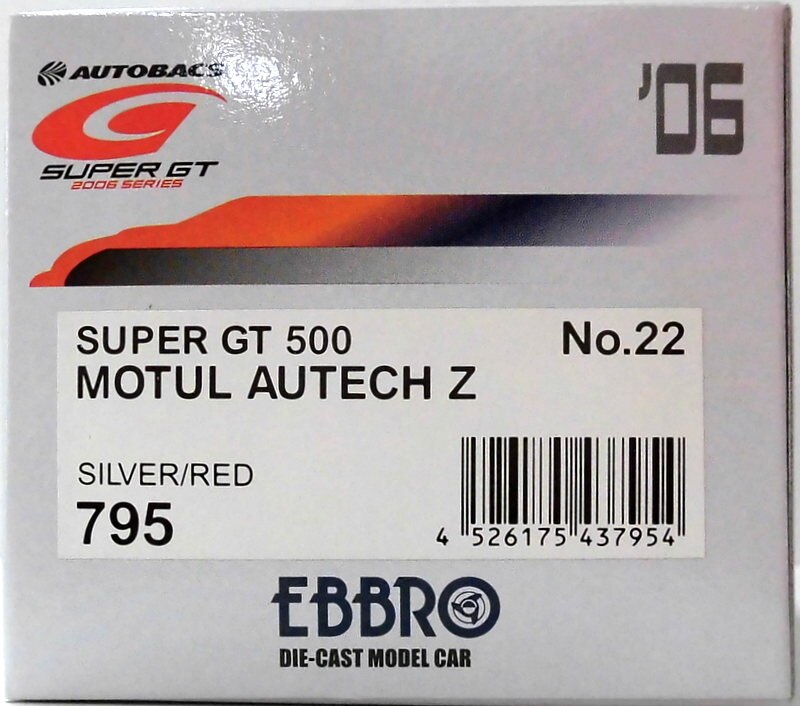 AUTOBACS
'06
SUPER GT
2006 SERIES
SUPER GT 500
No.22
MOTUL AUTECH Z
SILVER/RED
795
4 526175 437954
EBBRO
DIE-CAST MODEL CAR